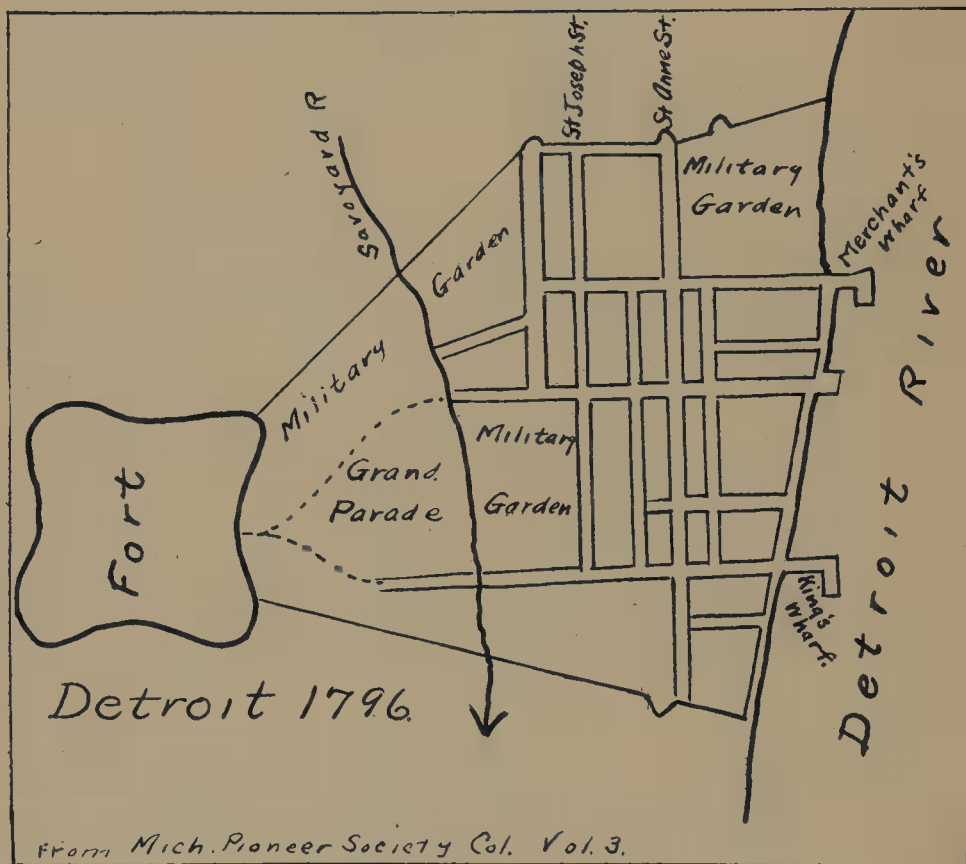 St Joseph St.
St Anne St.
Savoyard R
Military
Garden
Merchant's
Wharf
Garden
Military
Military
Garden
Grand
Parade
Fort
King's
Wharf.
Detroit River
Detroit 1796.
From Mich. Pioneer Society Col. Vol. 3.